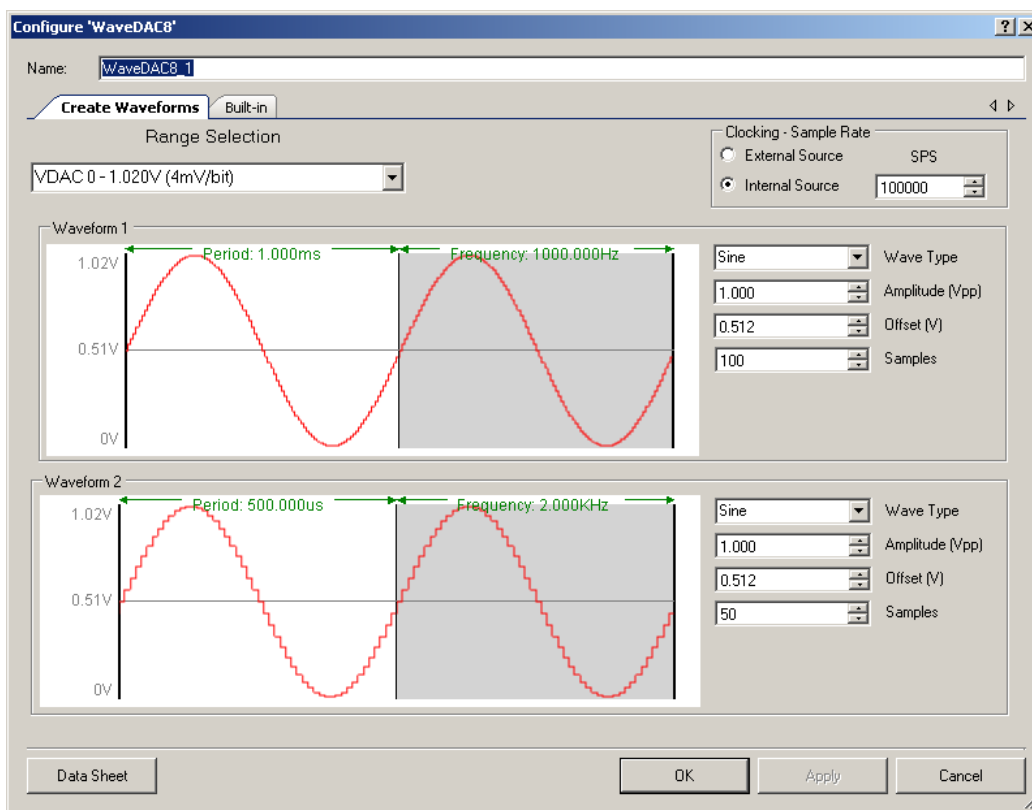 Configure 'WaveDAC8'
Name: WaveDAC8_1
Create Waveforms Built-in
Range Selection
VDAC 0 - 1.020V (4mV/bit)
Clocking - Sample Rate
External Source SPS
Internal Source 100000
Waveform 1
Period: 1.000ms Frequency: 1000.000Hz
1.02V
0.51V
0V
Sine Wave Type
1.000 Amplitude (Vpp)
0.512 Offset (V)
100 Samples
Waveform 2
Period: 500.000us Frequency: 2.000KHz
1.02V
0.51V
0V
Sine Wave Type
1.000 Amplitude (Vpp)
0.512 Offset (V)
50 Samples
Data Sheet OK Apply Cancel